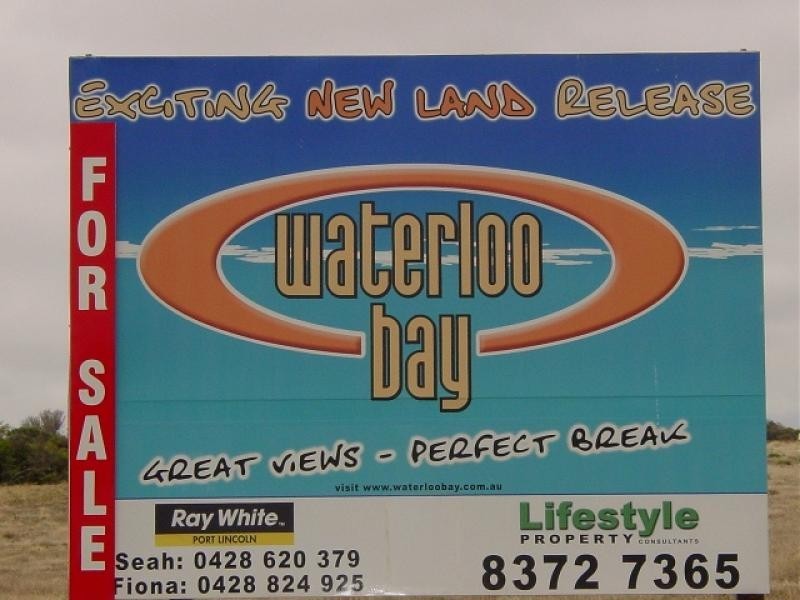 EXCITING NEW LAND RELEASE
FOR SALE
waterloo
bay
GREAT VIEWS - PERFECT BREAK
visit www.waterloobay.com.au
Ray White™
PORT LINCOLN
Seah: 0428 620 379
Fiona: 0428 824 925
Lifestyle
PROPERTY CONSULTANTS
8372 7365